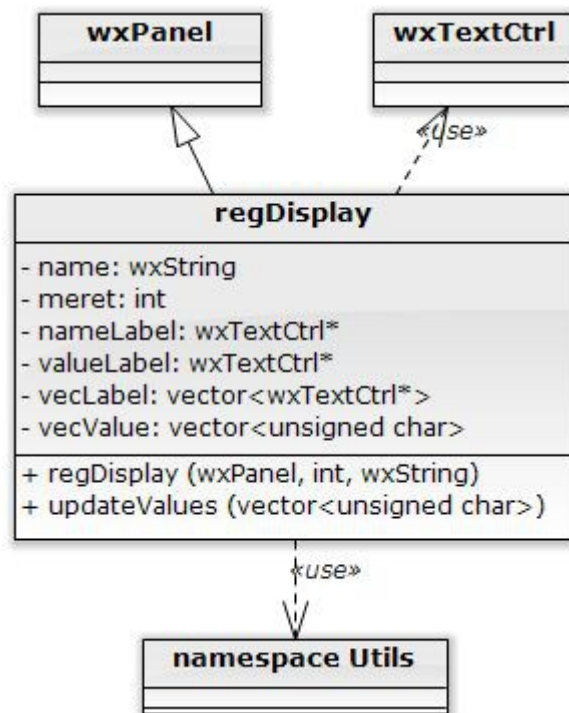 wxPanel
wxTextCtrl
«use»
regDisplay
- name: wxString
- meret: int
- nameLabel: wxTextCtrl*
- valueLabel: wxTextCtrl*
- vecLabel: vector<wxTextCtrl*>
- vecValue: vector<unsigned char>
+ regDisplay (wxPanel, int, wxString)
+ updateValues (vector<unsigned char>)
«use»
namespace Utils